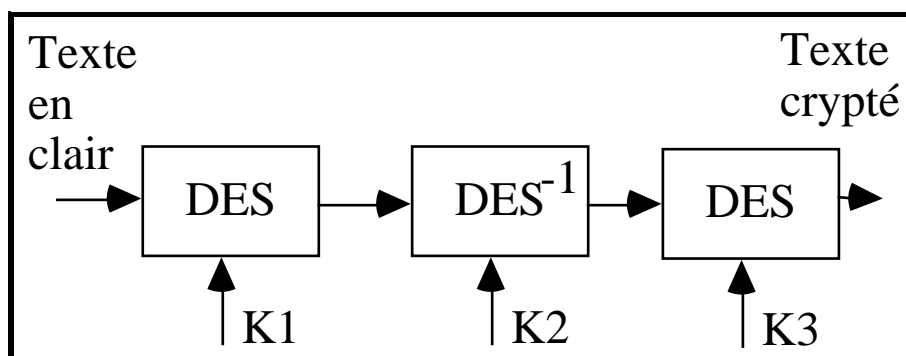 Texte
en
clair
Texte
crypté
DES
DES-1
DES
K1
K2
K3